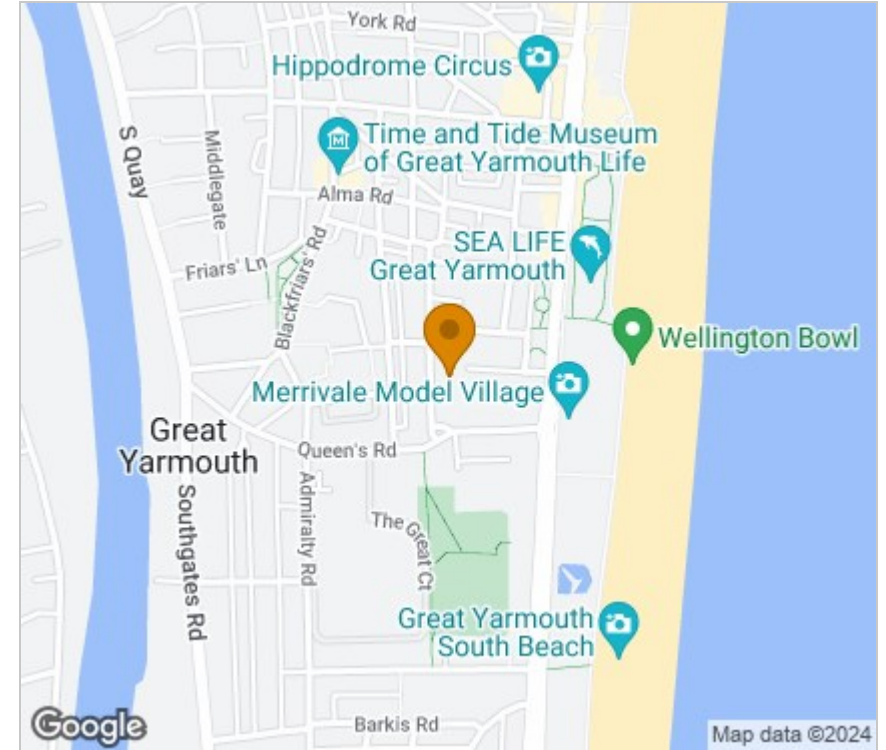 York Rd
Hippodrome Circus
S Quay
Middlegate
Time and Tide Museum
of Great Yarmouth Life
Alma Rd
SEA LIFE
Great Yarmouth
Friars' Ln
Blackfriars' Rd
Wellington Bowl
Merrivale Model Village
Great
Yarmouth
Queen's Rd
Southgates Rd
Admiralty Rd
The Great Ct
Great Yarmouth
South Beach
Barkis Rd
Google
Map data ©2024